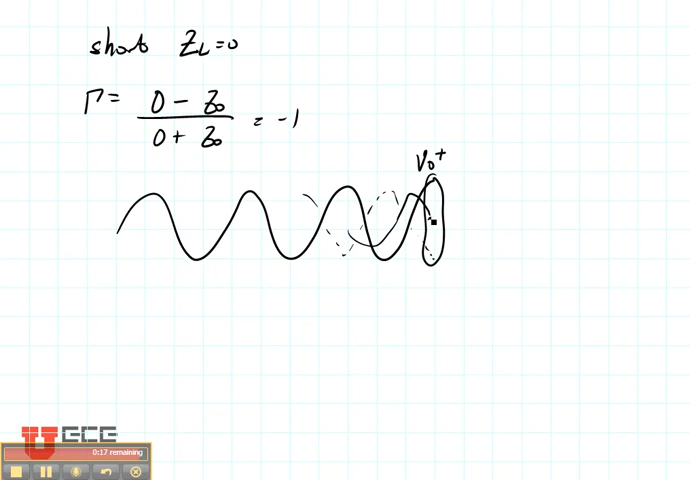 short Z_L=0
Γ = (0 - Z_0) / (0 + Z_0) = -1
V_0^+
U ECE
0:17 remaining